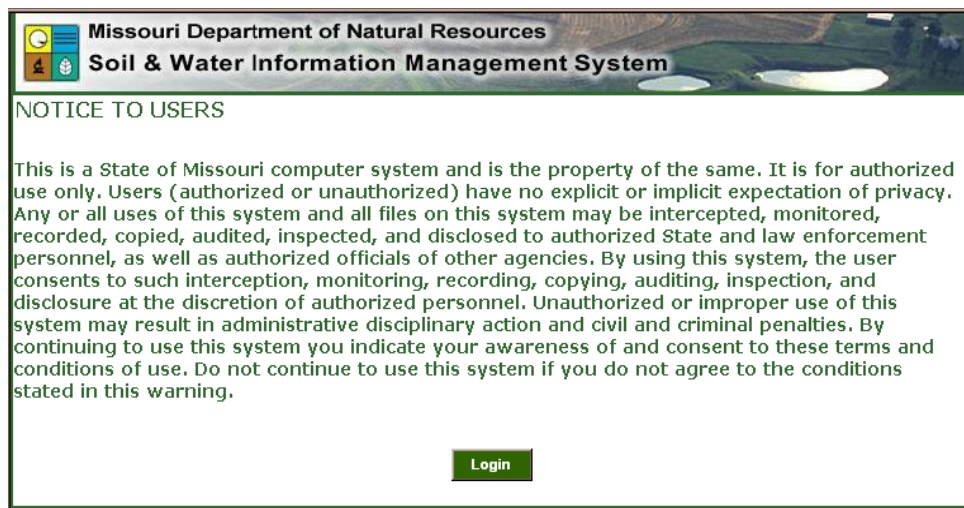 Missouri Department of Natural Resources
Soil & Water Information Management System
NOTICE TO USERS
This is a State of Missouri computer system and is the property of the same. It is for authorized
use only. Users (authorized or unauthorized) have no explicit or implicit expectation of privacy.
Any or all uses of this system and all files on this system may be intercepted, monitored,
recorded, copied, audited, inspected, and disclosed to authorized State and law enforcement
personnel, as well as authorized officials of other agencies. By using this system, the user
consents to such interception, monitoring, recording, copying, auditing, inspection, and
disclosure at the discretion of authorized personnel. Unauthorized or improper use of this
system may result in administrative disciplinary action and civil and criminal penalties. By
continuing to use this system you indicate your awareness of and consent to these terms and
conditions of use. Do not continue to use this system if you do not agree to the conditions
stated in this warning.
Login